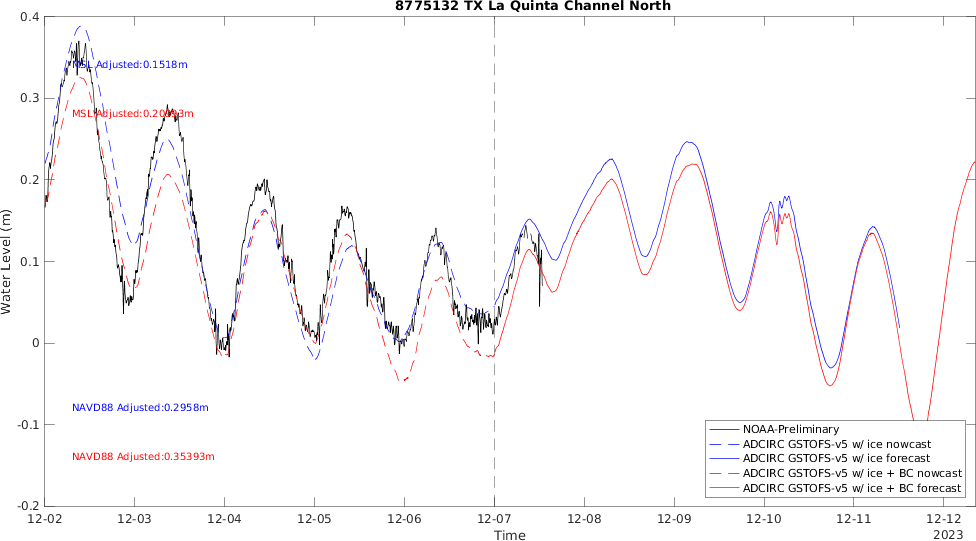 8775132 TX La Quinta Channel North
Water Level (m)
0.4
0.3
0.2
0.1
0
-0.1
-0.2
MSL Adjusted:0.1518m
MSL Adjusted:
NAVD88 Adjusted:0.2958m
NAVD88 Adjusted:0.35393m
NOAA-Preliminary
ADCIRC GSTOFS-v5 w/ ice nowcast
ADCIRC GSTOFS-v5 w/ ice forecast
ADCIRC GSTOFS-v5 w/ ice + BC nowcast
ADCIRC GSTOFS-v5 w/ ice + BC forecast
12-02 12-03 12-04 12-05 12-06 12-07 12-08 12-09 12-10 12-11 12-12
Time
2023